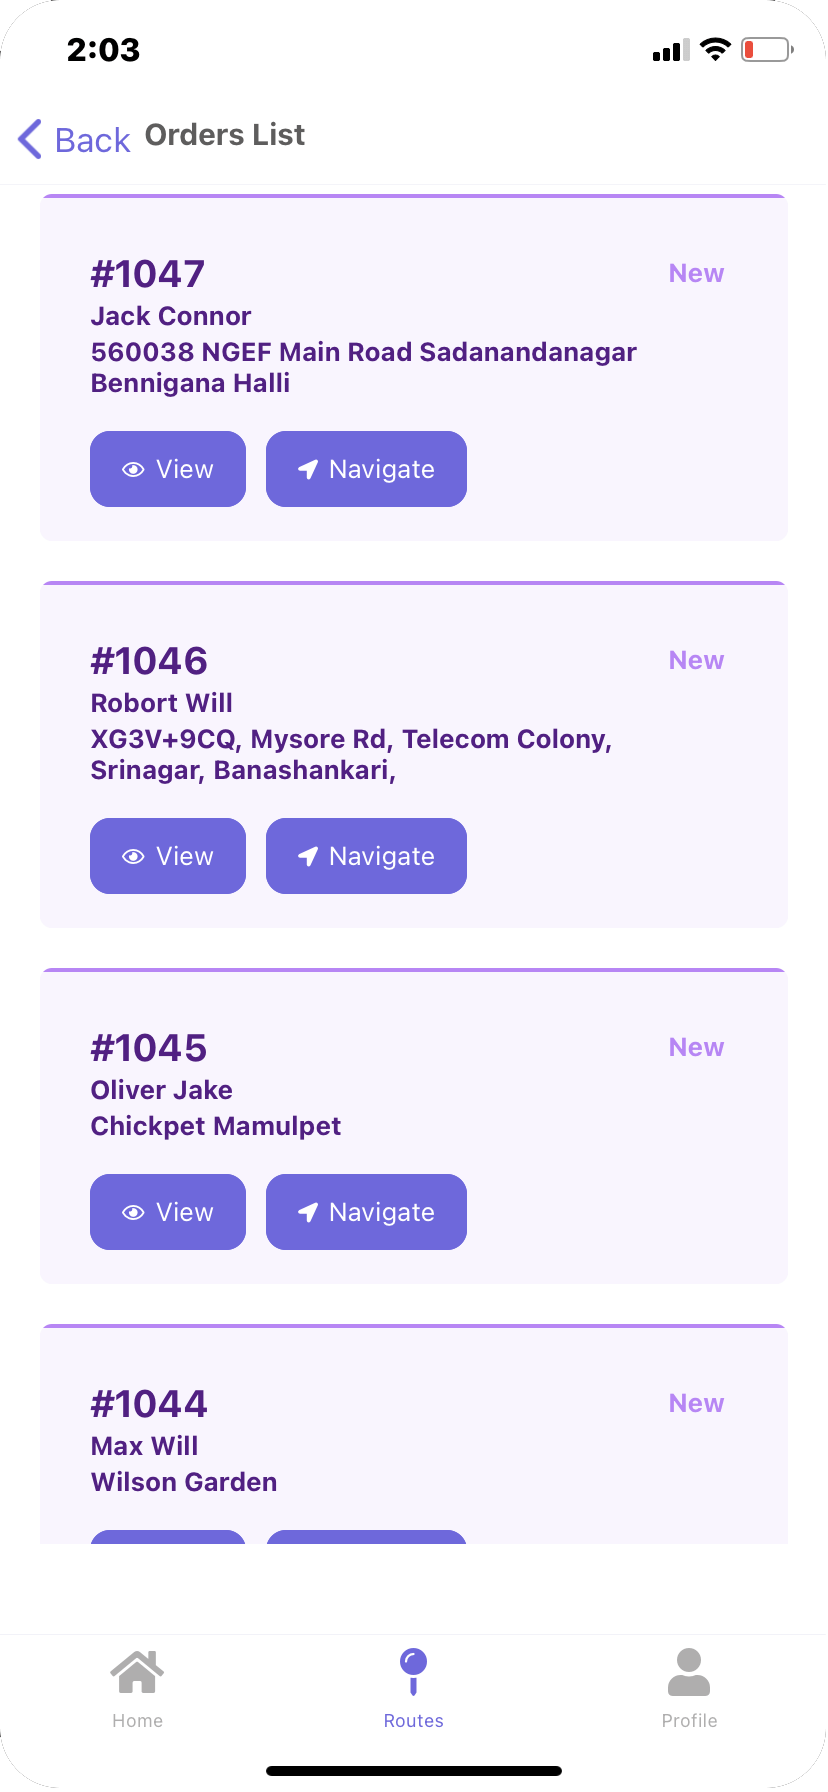 2:03
Back Orders List
#1047 New
Jack Connor
560038 NGEF Main Road Sadanandanagar
Bennigana Halli
View Navigate
#1046 New
Robort Will
XG3V+9CQ, Mysore Rd, Telecom Colony,
Srinagar, Banashankari,
View Navigate
#1045 New
Oliver Jake
Chickpet Mamulpet
View Navigate
#1044 New
Max Will
Wilson Garden
Home Routes Profile